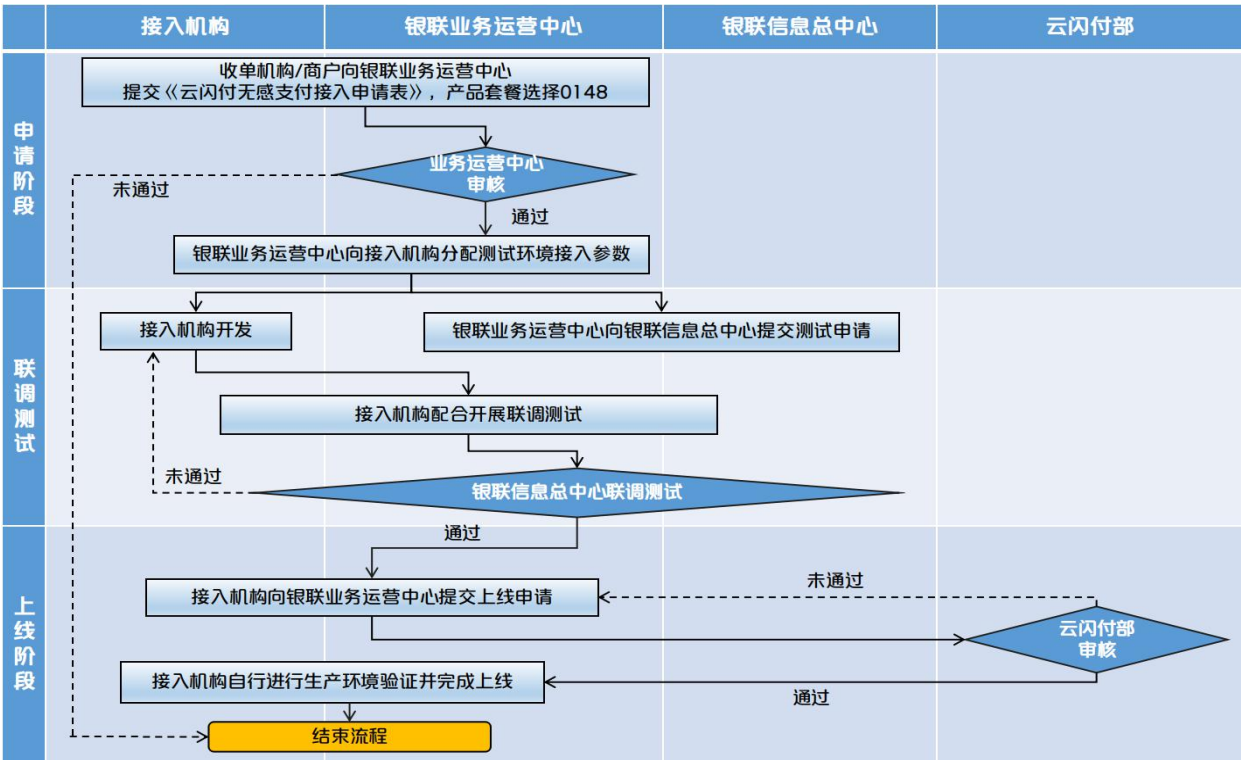 接入机构
银联业务运营中心
银联信息总中心
云闪付部
申请阶段
收单机构/商户向银联业务运营中心
提交《云闪付无感支付接入申请表》，产品套餐选择0148
业务运营中心
审核
未通过
通过
银联业务运营中心向接入机构分配测试环境接入参数
联调测试
接入机构开发
银联业务运营中心向银联信息总中心提交测试申请
接入机构配合开展联调测试
未通过
银联信息总中心联调测试
通过
上线阶段
接入机构向银联业务运营中心提交上线申请
未通过
云闪付部
审核
接入机构自行进行生产环境验证并完成上线
通过
结束流程